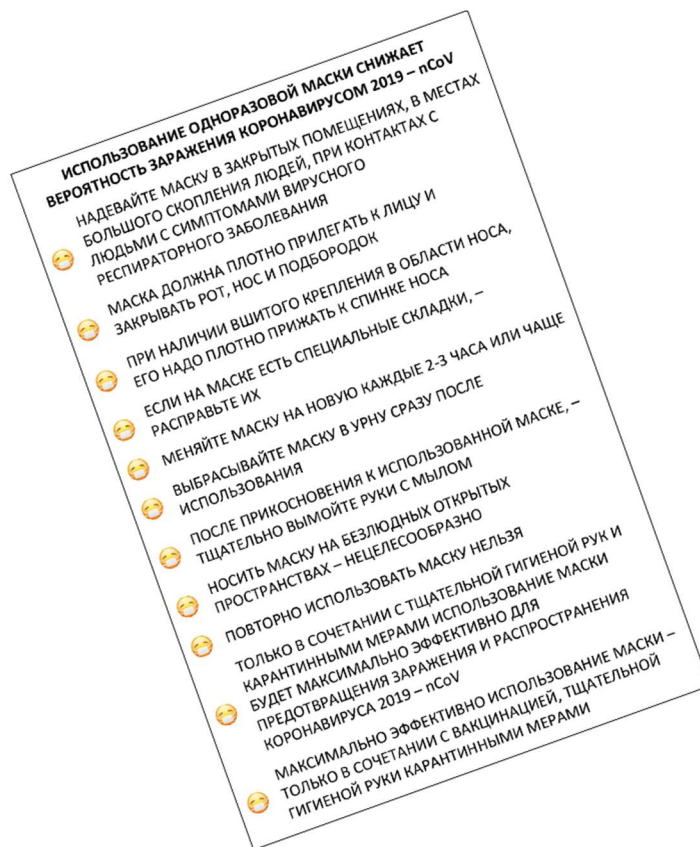 ИСПОЛЬЗОВАНИЕ ОДНОРАЗОВОЙ МАСКИ СНИЖАЕТ
ВЕРОЯТНОСТЬ ЗАРАЖЕНИЯ КОРОНАВИРУСОМ 2019 – nCoV
НАДЕВАЙТЕ МАСКУ В ЗАКРЫТЫХ ПОМЕЩЕНИЯХ, В МЕСТАХ
БОЛЬШОГО СКОПЛЕНИЯ ЛЮДЕЙ, ПРИ КОНТАКТАХ С
ЛЮДЬМИ С СИМПТОМАМИ ВИРУСНОГО
РЕСПИРАТОРНОГО ЗАБОЛЕВАНИЯ
МАСКА ДОЛЖНА ПЛОТНО ПРИЛЕГАТЬ К ЛИЦУ И
ЗАКРЫВАТЬ РОТ, НОС И ПОДБОРОДОК
ПРИ НАЛИЧИИ ВШИТОГО КРЕПЛЕНИЯ В ОБЛАСТИ НОСА,
ЕГО НАДО ПЛОТНО ПРИЖАТЬ К СПИНКЕ НОСА
ЕСЛИ НА МАСКЕ ЕСТЬ СПЕЦИАЛЬНЫЕ СКЛАДКИ, –
РАСПРАВЬТЕ ИХ
МЕНЯЙТЕ МАСКУ НА НОВУЮ КАЖДЫЕ 2-3 ЧАСА ИЛИ ЧАЩЕ
ВЫБРАСЫВАЙТЕ МАСКУ В УРНУ СРАЗУ ПОСЛЕ
ИСПОЛЬЗОВАНИЯ
ПОСЛЕ ПРИКОСНОВЕНИЯ К ИСПОЛЬЗОВАННОЙ МАСКЕ, –
ТЩАТЕЛЬНО ВЫМОЙТЕ РУКИ С МЫЛОМ
НОСИТЬ МАСКУ НА БЕЗЛЮДНЫХ ОТКРЫТЫХ
ПРОСТРАНСТВАХ – НЕЦЕЛЕСООБРАЗНО
ПОВТОРНО ИСПОЛЬЗОВАТЬ МАСКУ НЕЛЬЗЯ
ТОЛЬКО В СОЧЕТАНИИ С ТЩАТЕЛЬНОЙ ГИГИЕНОЙ РУК И
КАРАНТИННЫМИ МЕРАМИ ИСПОЛЬЗОВАНИЕ МАСКИ
БУДЕТ МАКСИМАЛЬНО ЭФФЕКТИВНО ДЛЯ
ПРЕДОТВРАЩЕНИЯ ЗАРАЖЕНИЯ И РАСПРОСТРАНЕНИЯ
КОРОНАВИРУСА 2019 – nCoV
МАКСИМАЛЬНО ЭФФЕКТИВНО ИСПОЛЬЗОВАНИЕ МАСКИ –
ТОЛЬКО В СОЧЕТАНИИ С ВАКЦИНАЦИЕЙ, ТЩАТЕЛЬНОЙ
ГИГИЕНОЙ РУКИ КАРАНТИННЫМИ МЕРАМИ